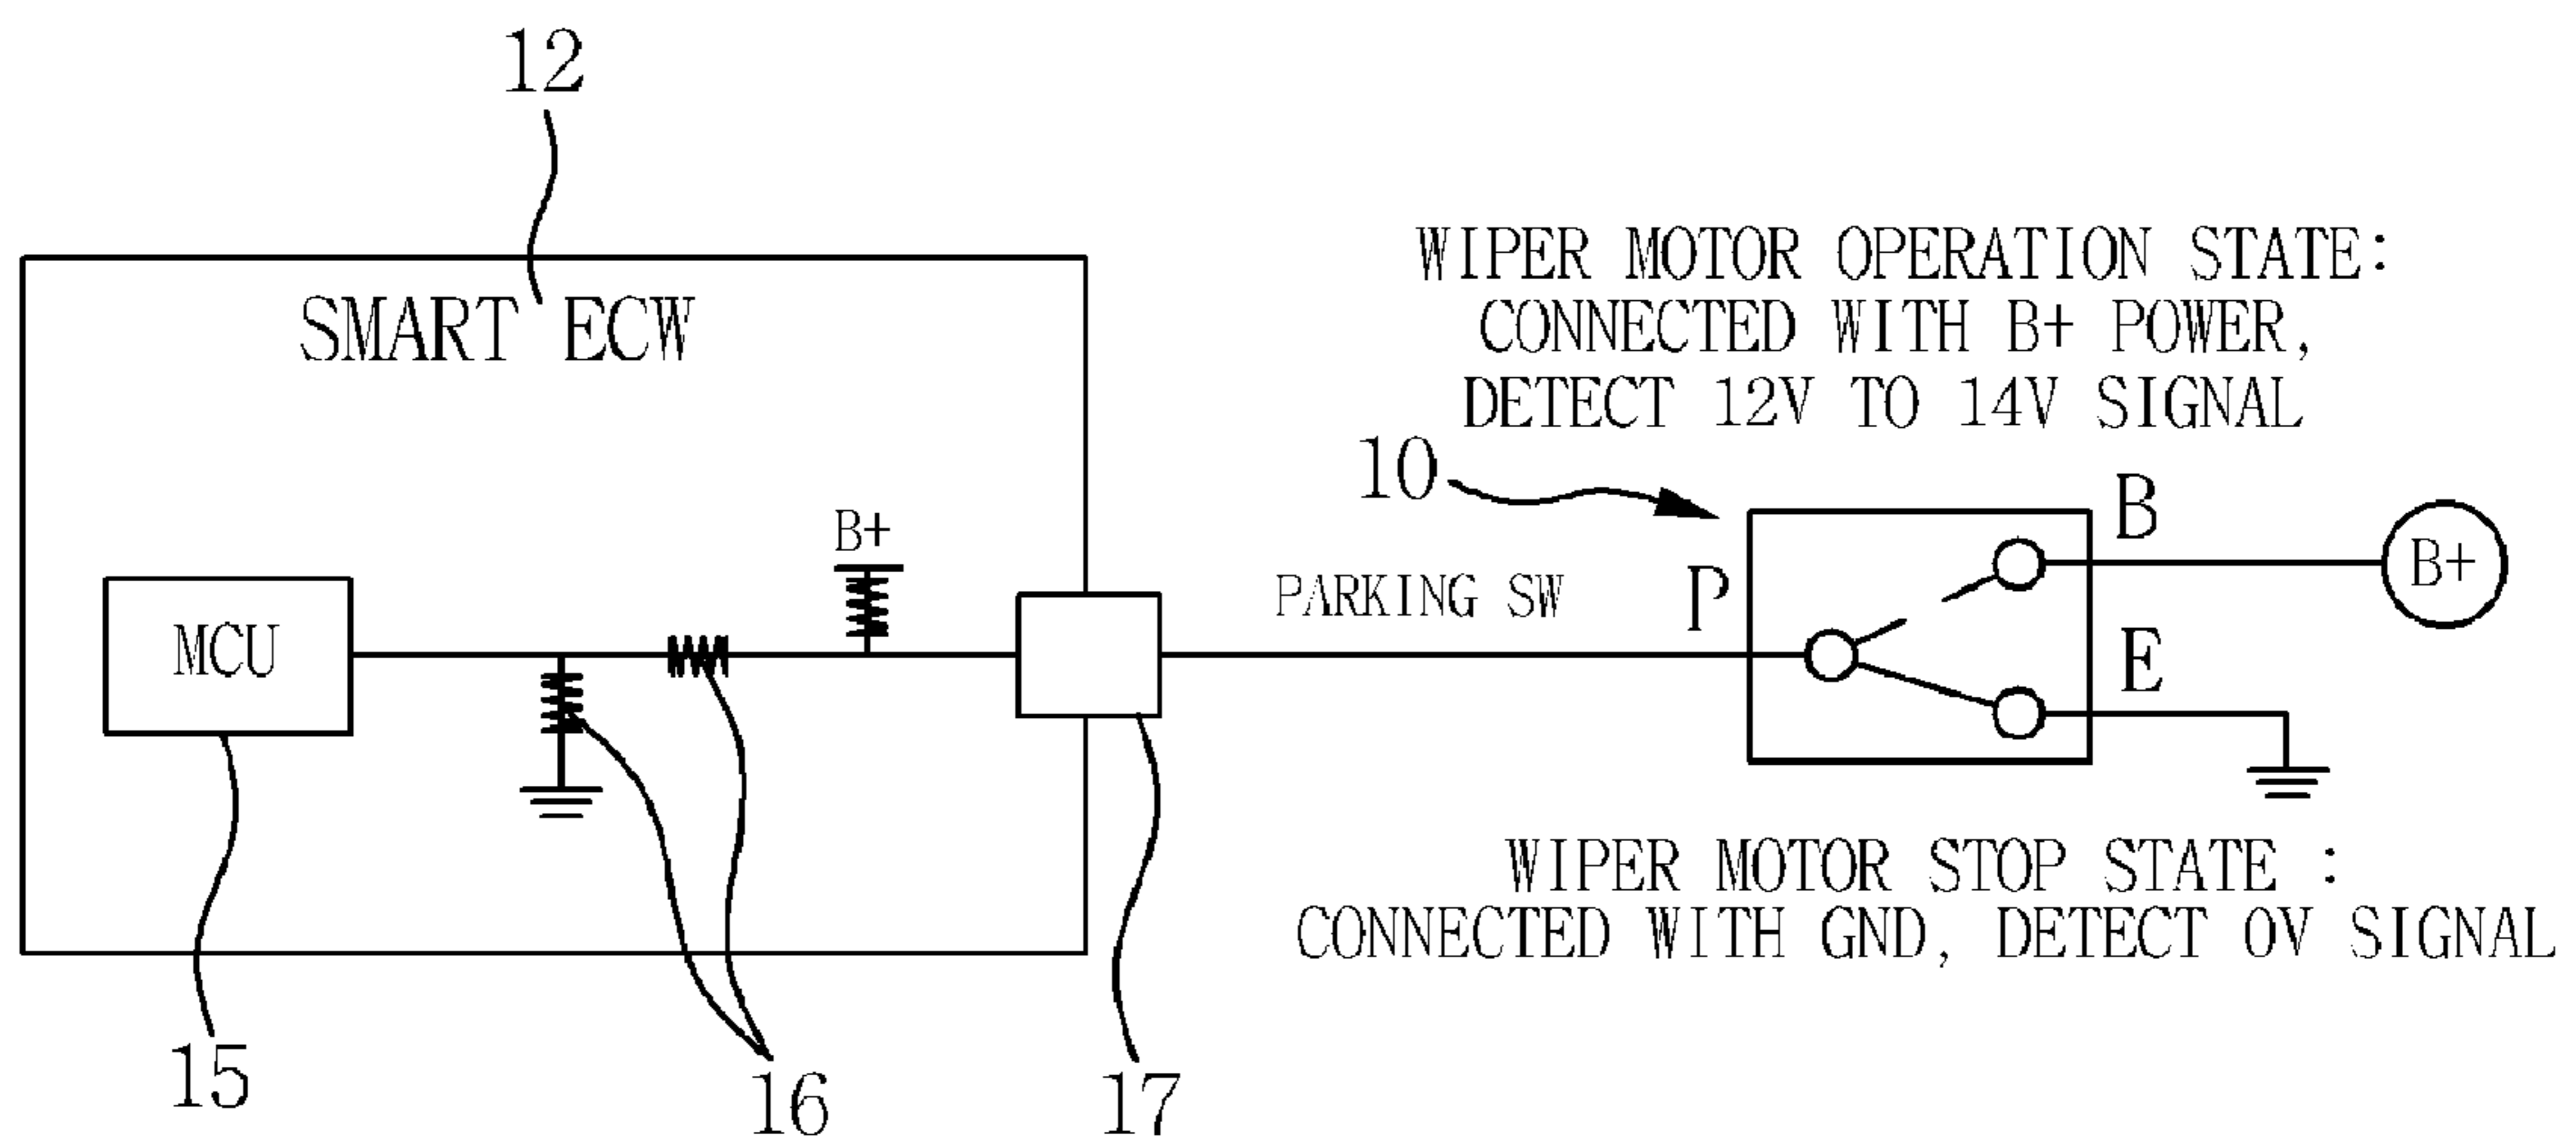 12
SMART ECW
WIPER MOTOR OPERATION STATE:
CONNECTED WITH B+ POWER,
DETECT 12V TO 14V SIGNAL
10
B
B+
B+
PARKING SW
P
MCU
E
WIPER MOTOR STOP STATE :
CONNECTED WITH GND, DETECT 0V SIGNAL
15
16
17